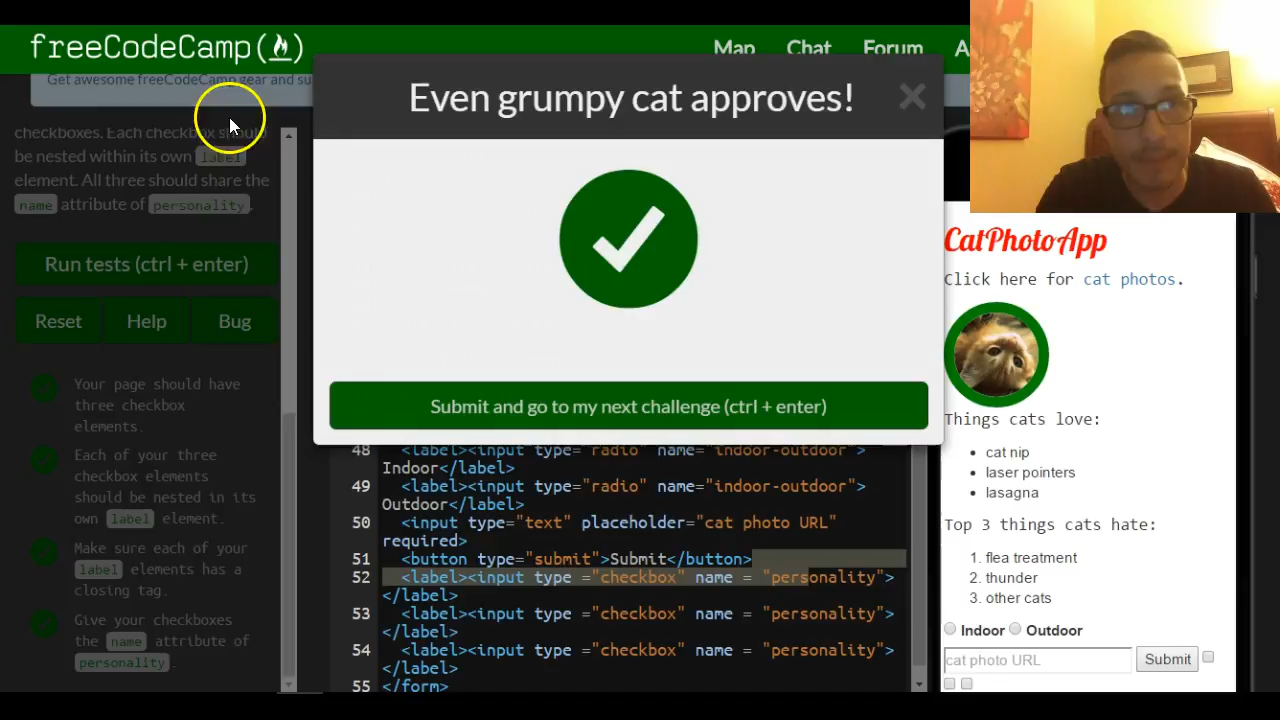 freeCodeCamp
Map Chat Forum A
Get awesome freeCodeCamp gear and su
checkboxes. Each checkbox should
be nested within its own label
element. All three should share the
name attribute of personality.
Run tests (ctrl + enter)
Reset Help Bug
Your page should have
three checkbox
elements.
Each of your three
checkbox elements
should be nested in its
own label element.
Make sure each of your
label elements has a
closing tag.
Give your checkboxes
the name attribute of
personality.
Even grumpy cat approves!
Submit and go to my next challenge (ctrl + enter)
48 <label><input type="radio" name="indoor-outdoor">
Indoor</label>
49 <label><input type="radio" name="indoor-outdoor">
Outdoor</label>
50 <input type="text" placeholder="cat photo URL"
required>
51 <button type="submit">Submit</button>
52 <label><input type ="checkbox" name = "personality">
</label>
53 <label><input type ="checkbox" name = "personality">
</label>
54 <label><input type ="checkbox" name = "personality">
</label>
55 </form>
CatPhotoApp
Click here for cat photos.
Things cats love:
cat nip
laser pointers
lasagna
Top 3 things cats hate:
1. flea treatment
2. thunder
3. other cats
Indoor Outdoor
cat photo URL Submit